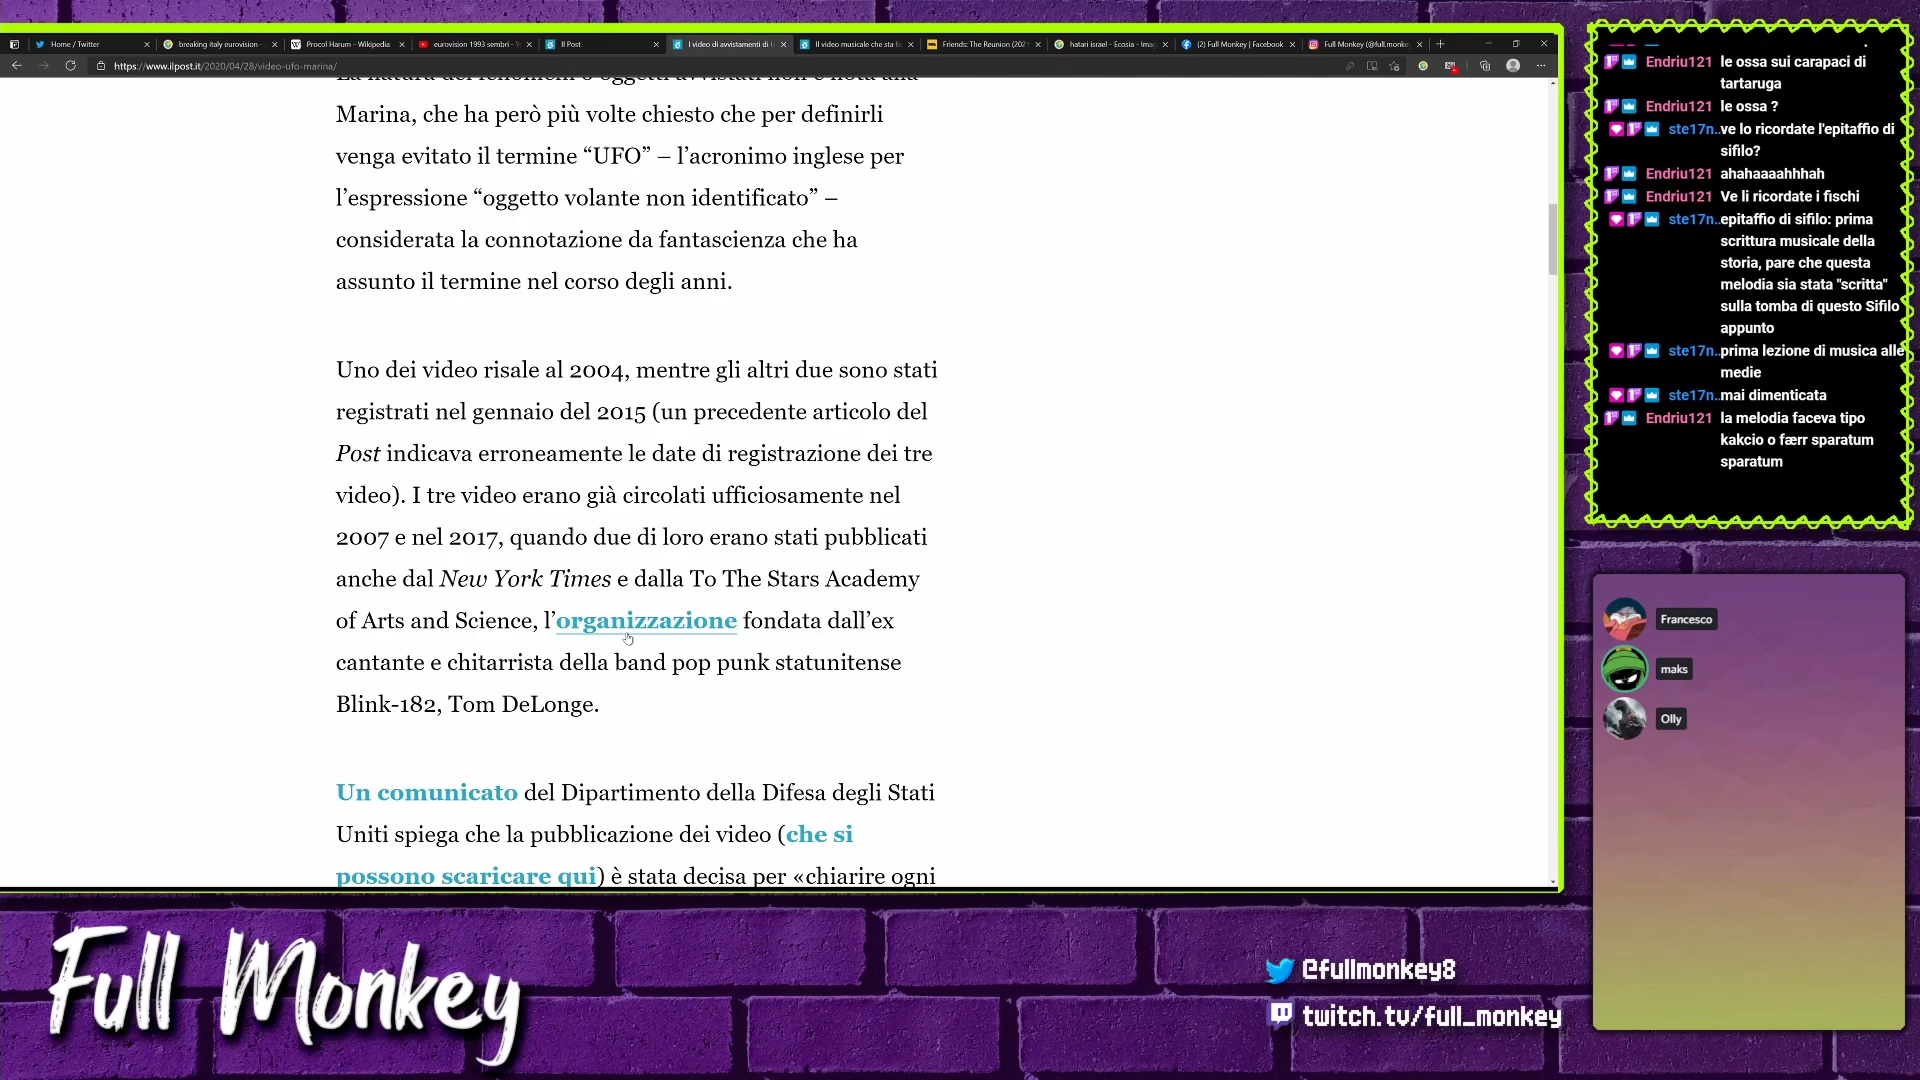 Home / Twitter
breaking italy eurovision -
Procol Harum - Wikipedia
eurovision 1993 sembri -
Il Post
I video di avvistamenti di
Il video musicale che sta fa
Friends: The Reunion (202
hatari israel - Ecosia - Imag
(2) Full Monkey | Facebook
Full Monkey (@full.monke
https://www.ilpost.it/2020/04/28/video-ufo-marina/
La natura dei fenomeni o oggetti avvistati non è nota alla
Marina, che ha però più volte chiesto che per definirli
venga evitato il termine “UFO” – l’acronimo inglese per
l’espressione “oggetto volante non identificato” –
considerata la connotazione da fantascienza che ha
assunto il termine nel corso degli anni.
Uno dei video risale al 2004, mentre gli altri due sono stati
registrati nel gennaio del 2015 (un precedente articolo del
Post indicava erroneamente le date di registrazione dei tre
video). I tre video erano già circolati ufficiosamente nel
2007 e nel 2017, quando due di loro erano stati pubblicati
anche dal New York Times e dalla To The Stars Academy
of Arts and Science, l’organizzazione fondata dall’ex
cantante e chitarrista della band pop punk statunitense
Blink-182, Tom DeLonge.
Un comunicato del Dipartimento della Difesa degli Stati
Uniti spiega che la pubblicazione dei video (che si
possono scaricare qui) è stata decisa per «chiarire ogni
Endriu121 le ossa sui carapaci di
tartaruga
Endriu121 le ossa ?
ste17n..ve lo ricordate l'epitaffio di
sifilo?
Endriu121 ahahaaaahhhah
Endriu121 Ve li ricordate i fischi
ste17n..epitaffio di sifilo: prima
scrittura musicale della
storia, pare che questa
melodia sia stata "scritta"
sulla tomba di questo Sifilo
appunto
ste17n..prima lezione di musica alle
medie
ste17n..mai dimenticata
Endriu121 la melodia faceva tipo
kakcio o færr sparatum
sparatum
Francesco
maks
Olly
Full Monkey
@fullmonkey8
twitch.tv/full_monkey